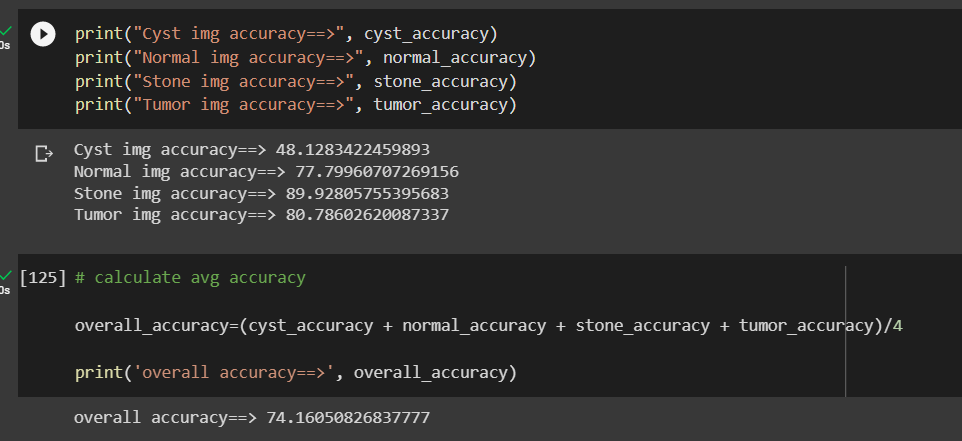 0s
print("Cyst img accuracy==>", cyst_accuracy)
print("Normal img accuracy==>", normal_accuracy)
print("Stone img accuracy==>", stone_accuracy)
print("Tumor img accuracy==>", tumor_accuracy)
Cyst img accuracy==> 48.1283422459893
Normal img accuracy==> 77.79960707269156
Stone img accuracy==> 89.92805755395683
Tumor img accuracy==> 80.78602620087337
[125] # calculate avg accuracy
0s
overall_accuracy=(cyst_accuracy + normal_accuracy + stone_accuracy + tumor_accuracy)/4
print('overall accuracy==>', overall_accuracy)
overall accuracy==> 74.16050826837777